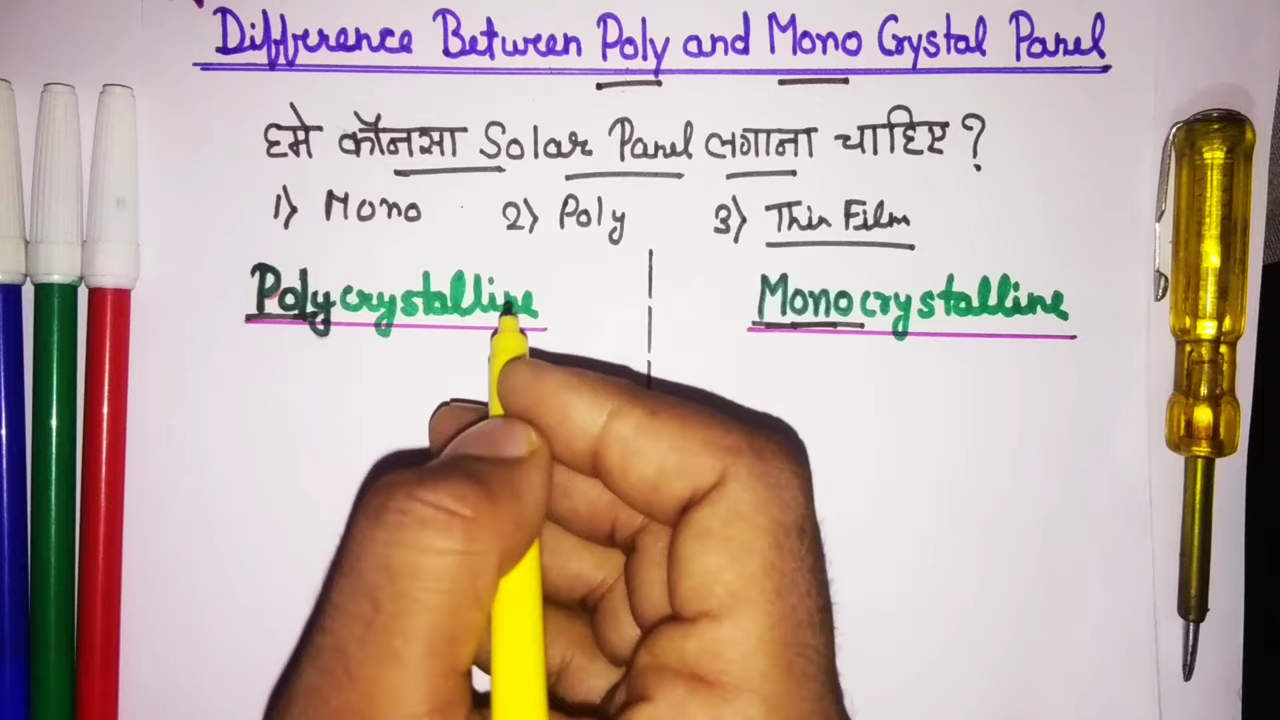 Difference Between Poly and Mono Crystal Panel
हमे कॉनसा Solar Panel लगाना चाहिए ?
1) Mono 2) Poly 3) Thin Film
Polycrystalline Monocrystalline